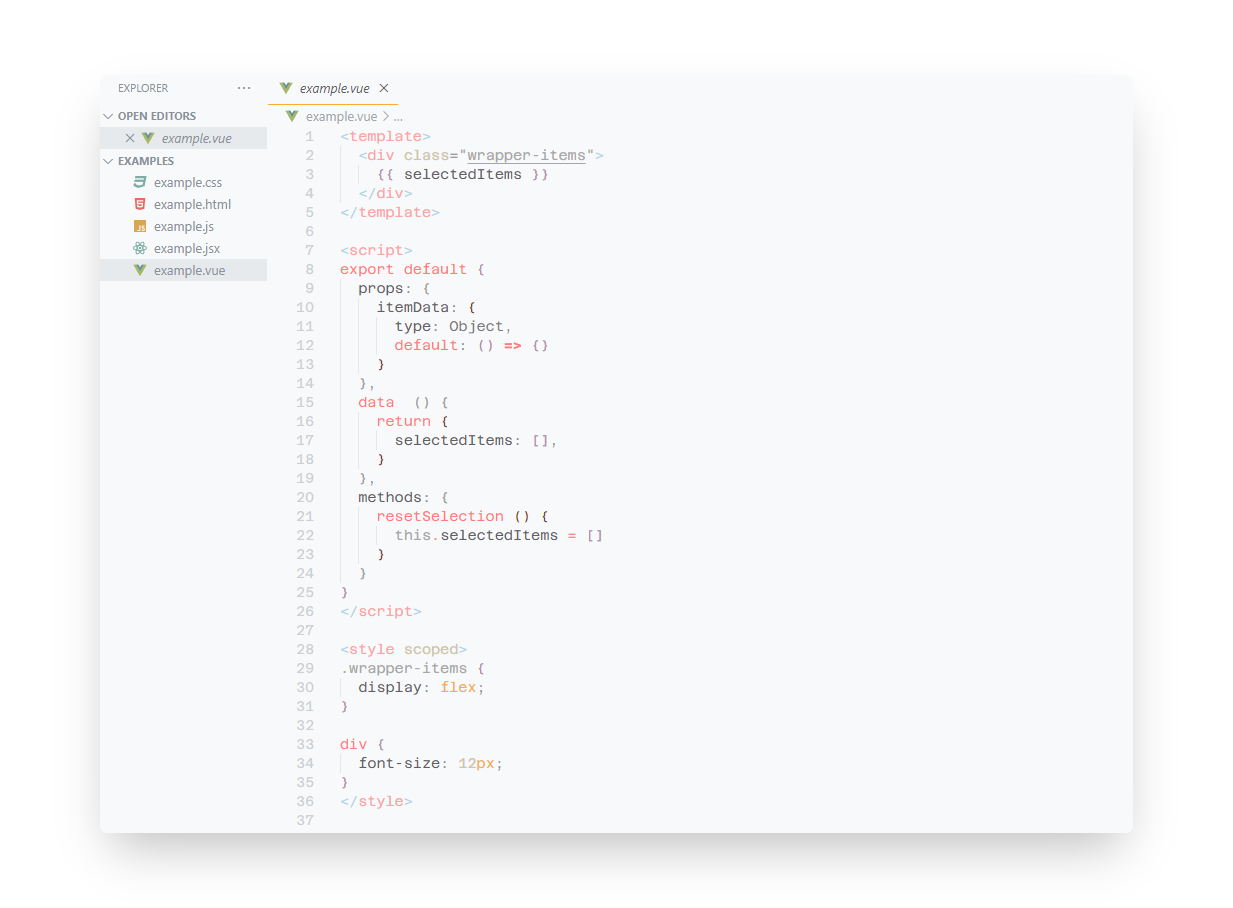 EXPLORER ...
OPEN EDITORS
example.vue
EXAMPLES
example.css
example.html
example.js
example.jsx
example.vue
example.vue
example.vue > ...
1 <template>
2   <div class="wrapper-items">
3     {{ selectedItems }}
4   </div>
5 </template>
6
7 <script>
8 export default {
9   props: {
10     itemData: {
11       type: Object,
12       default: () => {}
13     }
14   },
15   data  () {
16     return {
17       selectedItems: [],
18     }
19   },
20   methods: {
21     resetSelection () {
22       this.selectedItems = []
23     }
24   }
25 }
26 </script>
27
28 <style scoped>
29 .wrapper-items {
30   display: flex;
31 }
32
33 div {
34   font-size: 12px;
35 }
36 </style>
37